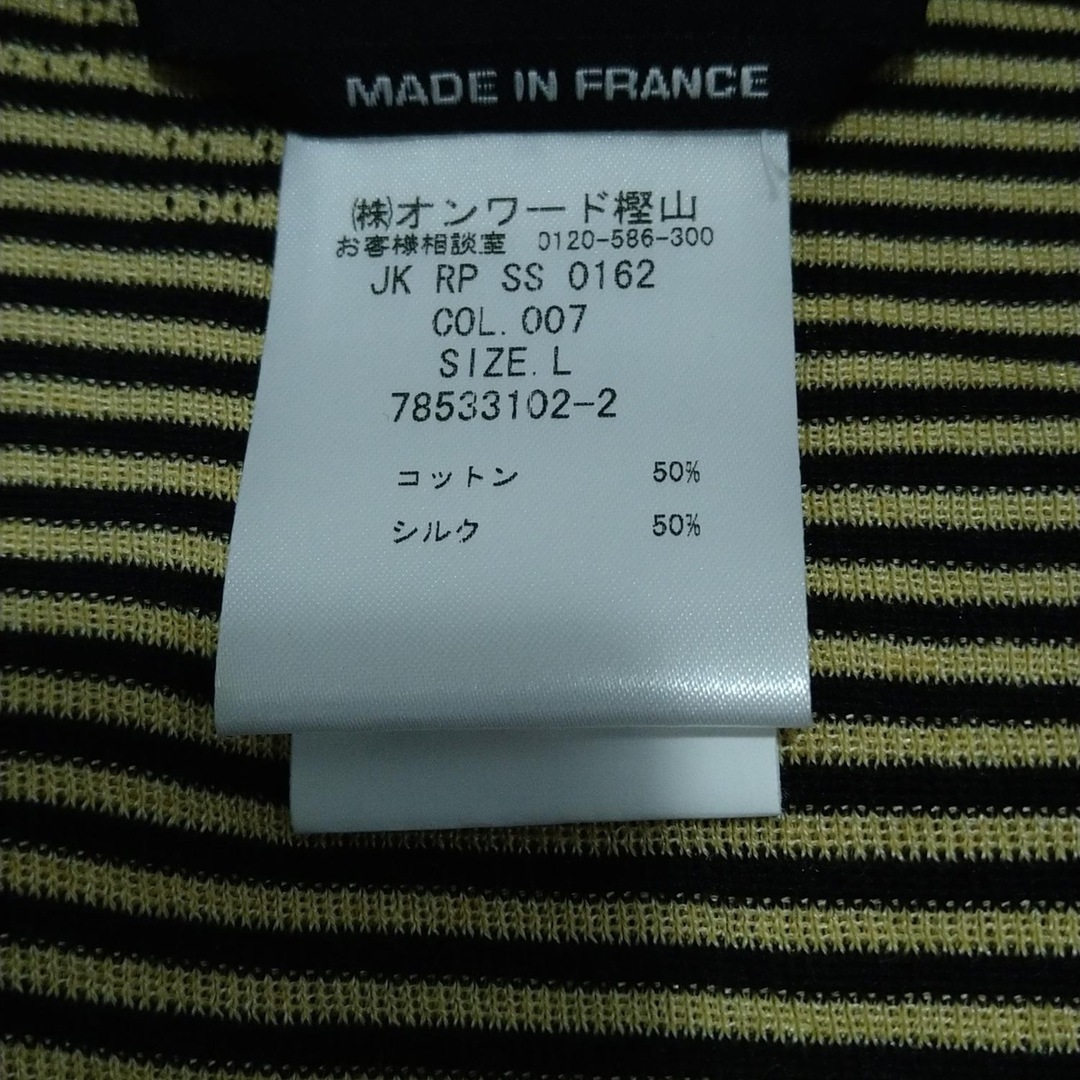 MADE IN FRANCE
㈱オンワード樫山
お客様相談室 0120-586-300
JK RP SS 0162
COL.007
SIZE.L
78533102-2
コットン 50%
シルク 50%